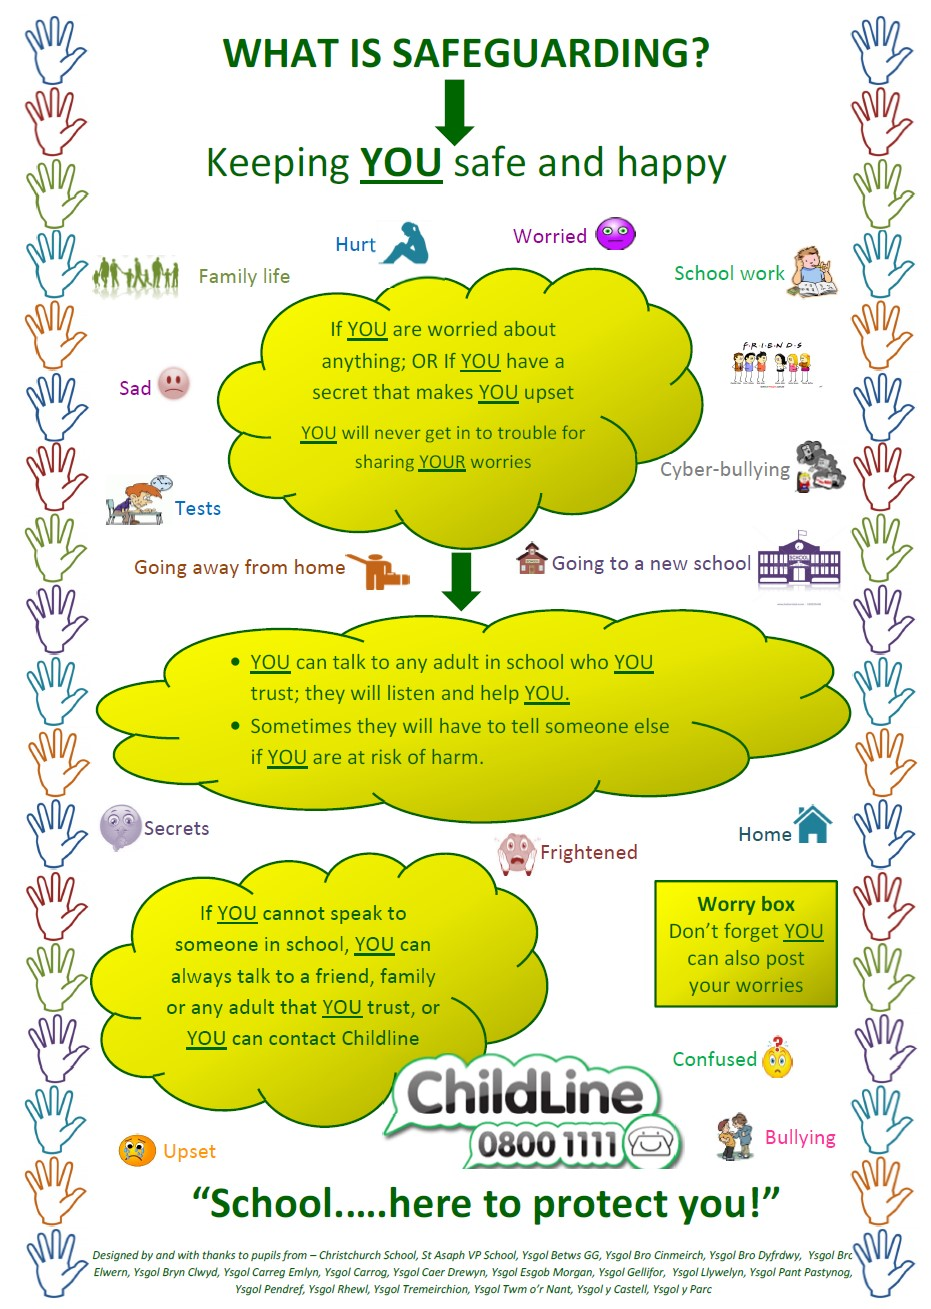 WHAT IS SAFEGUARDING?
Keeping YOU safe and happy
Hurt
Worried
Family life
School work
If YOU are worried about
anything; OR If YOU have a
secret that makes YOU upset
YOU will never get in to trouble for
sharing YOUR worries
F·R·I·E·N·D·S
Sad
Cyber-bullying
Tests
Going away from home
Going to a new school
SCHOOL
• YOU can talk to any adult in school who YOU
trust; they will listen and help YOU.
• Sometimes they will have to tell someone else
if YOU are at risk of harm.
Secrets
Frightened
Home
If YOU cannot speak to
someone in school, YOU can
always talk to a friend, family
or any adult that YOU trust, or
YOU can contact Childline
Worry box
Don't forget YOU
can also post
your worries
ChildLine
0800 1111
Confused
?
Upset
Bullying
“School.....here to protect you!”
Designed by and with thanks to pupils from – Christchurch School, St Asaph VP School, Ysgol Betws GG, Ysgol Bro Cinmeirch, Ysgol Bro Dyfrdwy, Ysgol Bro
Elwern, Ysgol Bryn Clwyd, Ysgol Carreg Emlyn, Ysgol Carrog, Ysgol Caer Drewyn, Ysgol Esgob Morgan, Ysgol Gellifor, Ysgol Llywelyn, Ysgol Pant Pastynog,
Ysgol Pendref, Ysgol Rhewl, Ysgol Tremeirchion, Ysgol Twm o'r Nant, Ysgol y Castell, Ysgol y Parc